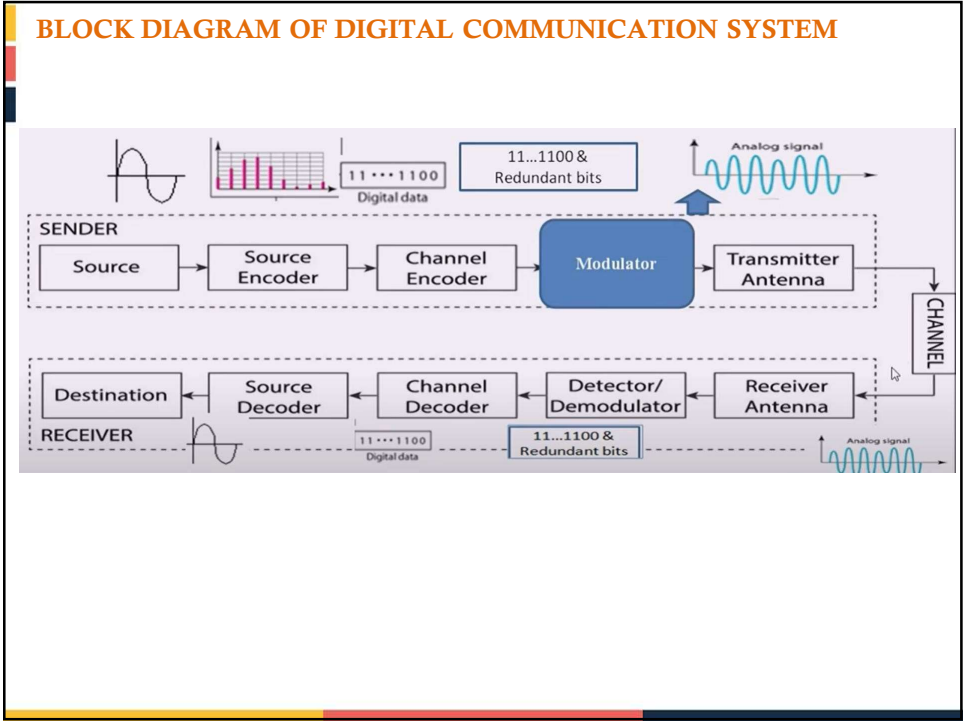 BLOCK DIAGRAM OF DIGITAL COMMUNICATION SYSTEM
11•••1100
Digital data
11...1100 &
Redundant bits
Analog signal
SENDER
Source
Source
Encoder
Channel
Encoder
Modulator
Transmitter
Antenna
CHANNEL
Destination
Source
Decoder
Channel
Decoder
Detector/
Demodulator
Receiver
Antenna
RECEIVER
11•••1100
Digital data
11...1100 &
Redundant bits
Analog signal